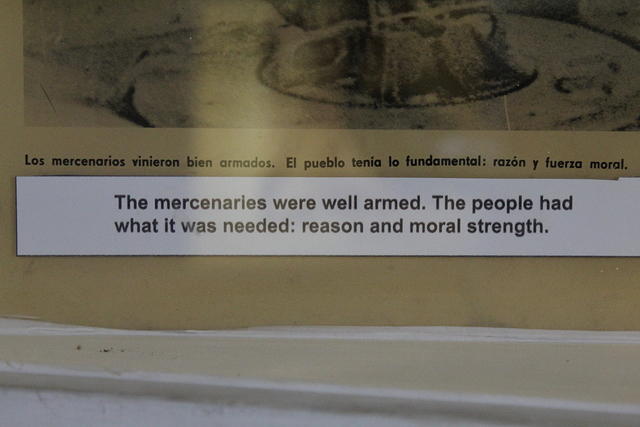 Los mercenarios vinieron bien armados. El pueblo tenía lo fundamental: razón y fuerza moral.
The mercenaries were well armed. The people had
what it was needed: reason and moral strength.